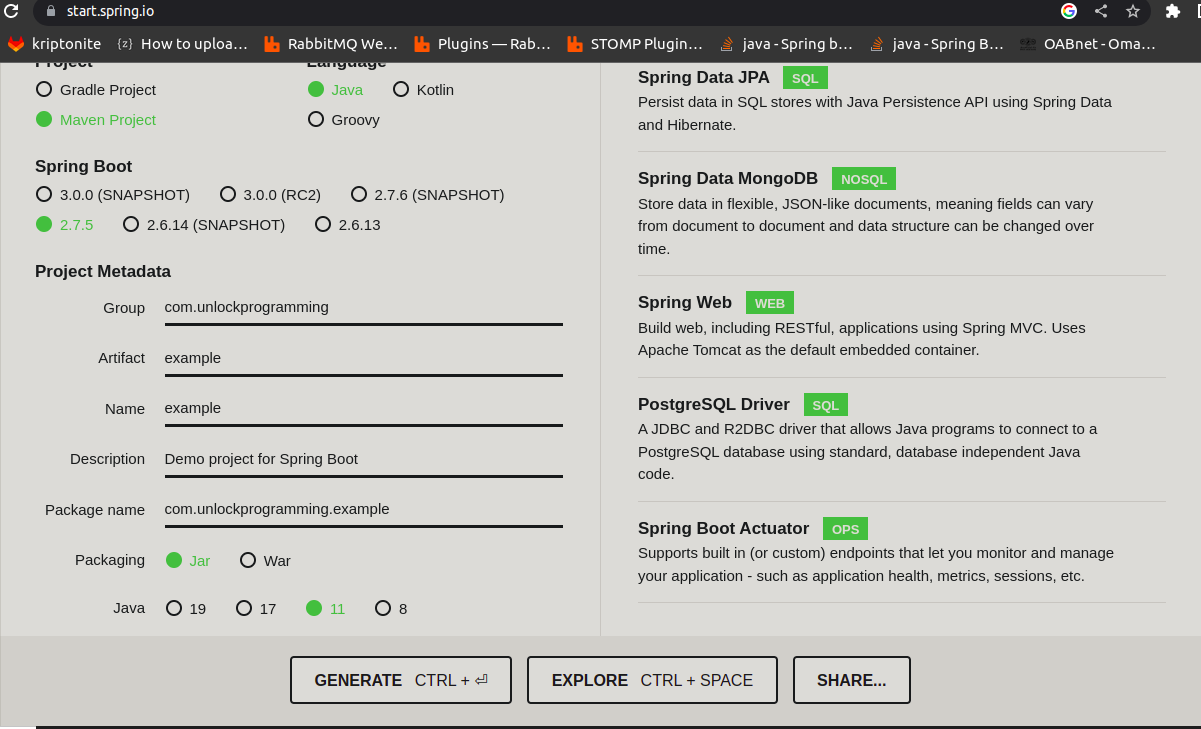 start.spring.io
kriptonite
How to uploa...
RabbitMQ We...
Plugins — Rab...
STOMP Plugin...
java - Spring b...
java - Spring B...
OABnet - Oma...
Project
Gradle Project
Maven Project
Language
Java
Kotlin
Groovy
Spring Boot
3.0.0 (SNAPSHOT)
3.0.0 (RC2)
2.7.6 (SNAPSHOT)
2.7.5
2.6.14 (SNAPSHOT)
2.6.13
Project Metadata
Group com.unlockprogramming
Artifact example
Name example
Description Demo project for Spring Boot
Package name com.unlockprogramming.example
Packaging Jar War
Java 19 17 11 8
Spring Data JPA SQL
Persist data in SQL stores with Java Persistence API using Spring Data
and Hibernate.
Spring Data MongoDB NOSQL
Store data in flexible, JSON-like documents, meaning fields can vary
from document to document and data structure can be changed over
time.
Spring Web WEB
Build web, including RESTful, applications using Spring MVC. Uses
Apache Tomcat as the default embedded container.
PostgreSQL Driver SQL
A JDBC and R2DBC driver that allows Java programs to connect to a
PostgreSQL database using standard, database independent Java
code.
Spring Boot Actuator OPS
Supports built in (or custom) endpoints that let you monitor and manage
your application - such as application health, metrics, sessions, etc.
GENERATE CTRL + ⏎
EXPLORE CTRL + SPACE
SHARE...